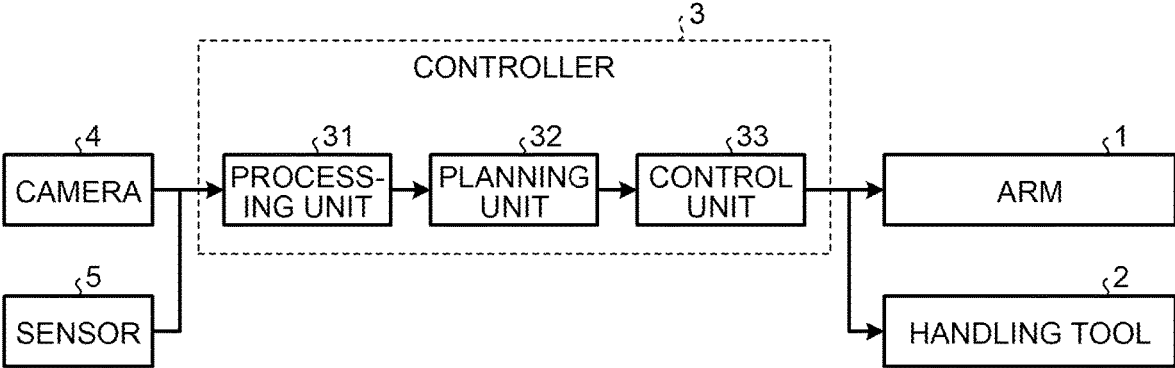 3
CONTROLLER
4
31
32
33
1
CAMERA
PROCESS-
ING UNIT
PLANNING
UNIT
CONTROL
UNIT
ARM
5
2
SENSOR
HANDLING TOOL